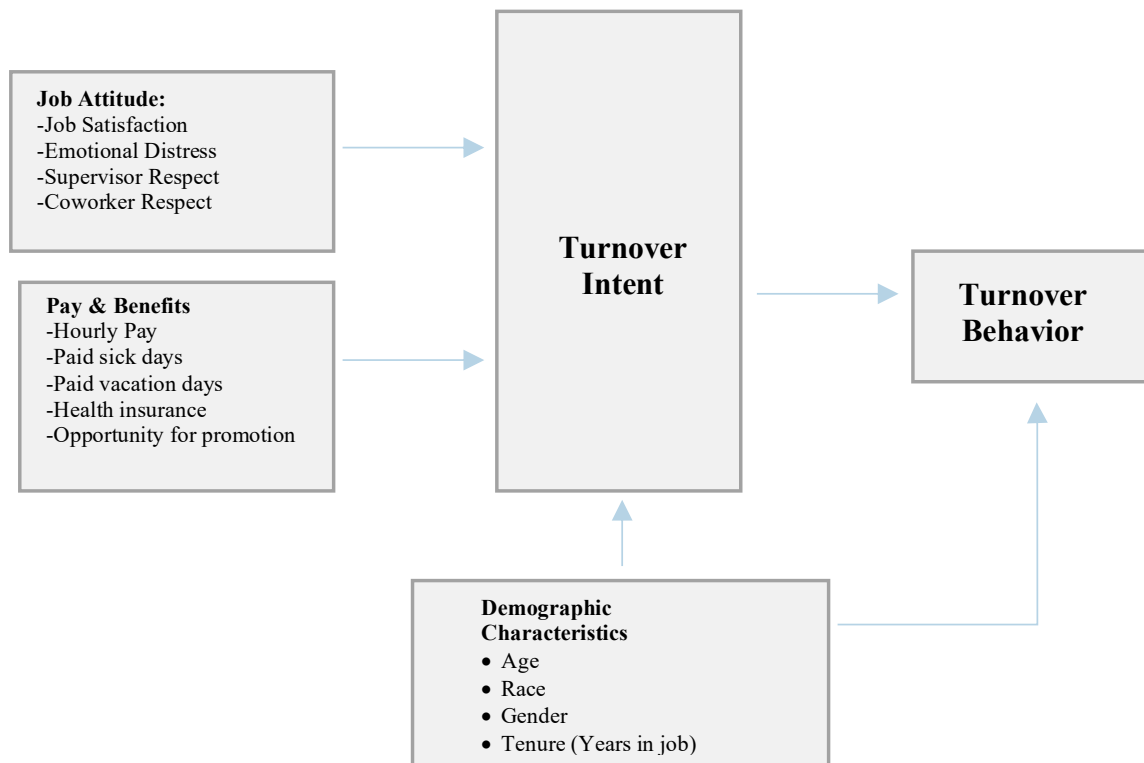 Job Attitude:
-Job Satisfaction
-Emotional Distress
-Supervisor Respect
-Coworker Respect
Pay & Benefits
-Hourly Pay
-Paid sick days
-Paid vacation days
-Health insurance
-Opportunity for promotion
Turnover
Intent
Turnover
Behavior
Demographic
Characteristics
• Age
• Race
• Gender
• Tenure (Years in job)